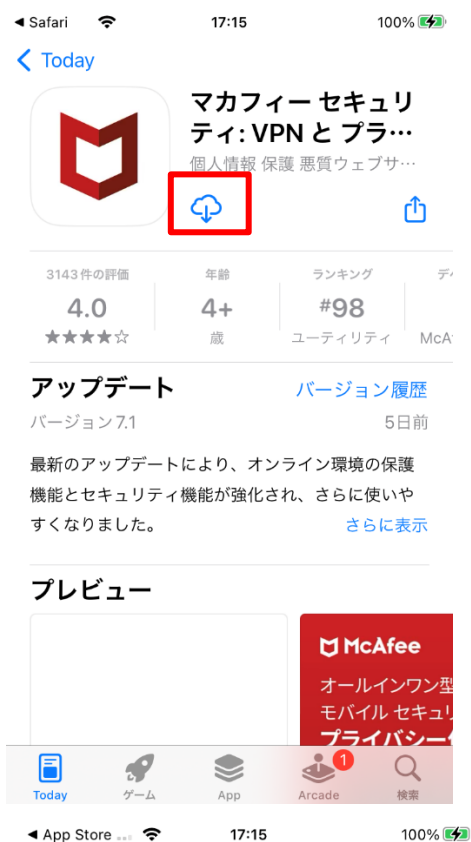 ◀ Safari 17:15 100%
Today
マカフィー セキュリ
ティ: VPN と プラ…
個人情報 保護 悪質ウェブサ…
3143件の評価 年齢 ランキング デ
4.0 4+ #98
★★★★☆ 歳 ユーティリティ McA
アップデート バージョン履歴
バージョン 7.1 5日前
最新のアップデートにより、オンライン環境の保護
機能とセキュリティ機能が強化され、さらに使いや
すくなりました。 さらに表示
プレビュー
McAfee
オールインワン型
モバイル セキュリ
プライバシー
1
Today ゲーム App Arcade 検索
◀ App Store 17:15 100%